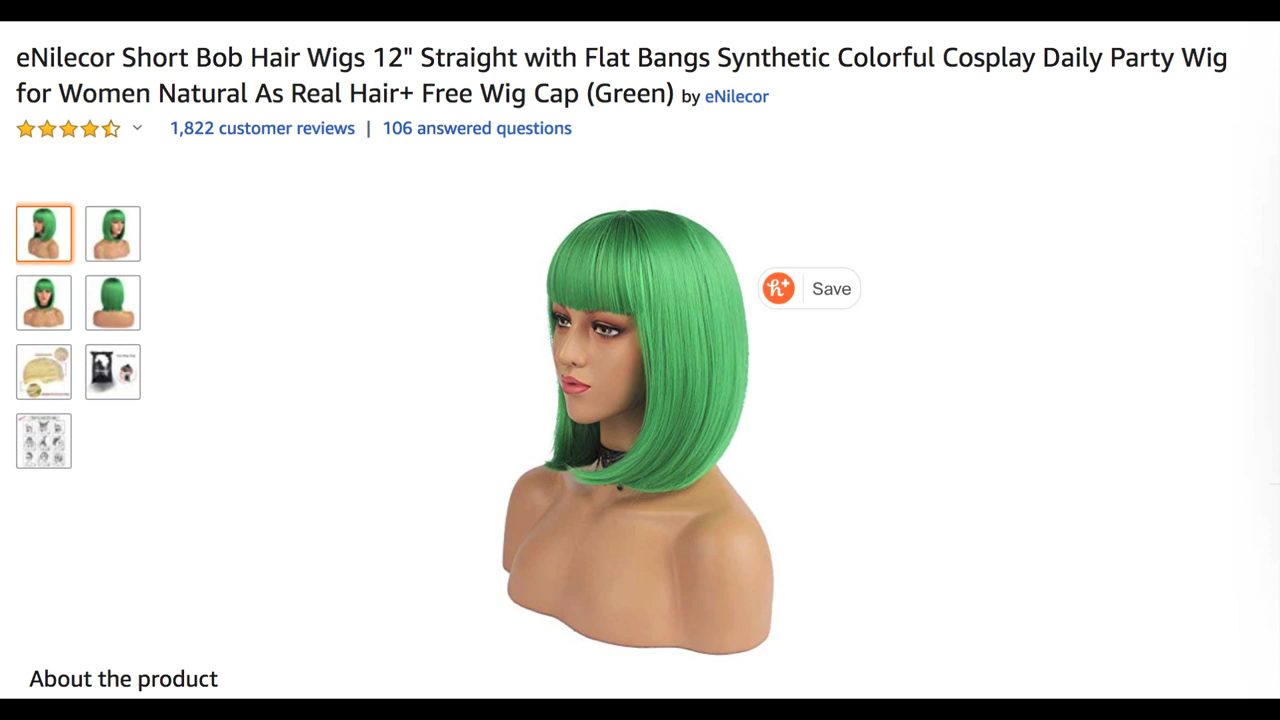 eNilecor Short Bob Hair Wigs 12" Straight with Flat Bangs Synthetic Colorful Cosplay Daily Party Wig
for Women Natural As Real Hair+ Free Wig Cap (Green) by eNilecor
1,822 customer reviews | 106 answered questions
h+ Save
About the product